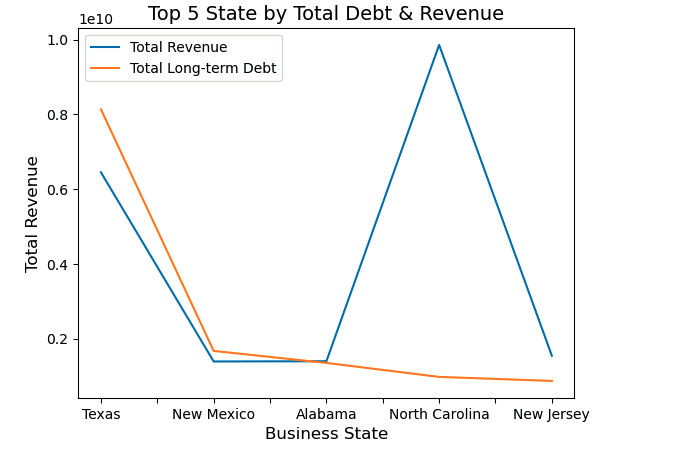 Top 5 State by Total Debt & Revenue
1e10
Total Revenue
Total Long-term Debt
1.0
0.8
0.6
0.4
0.2
Total Revenue
Texas New Mexico Alabama North Carolina New Jersey
Business State